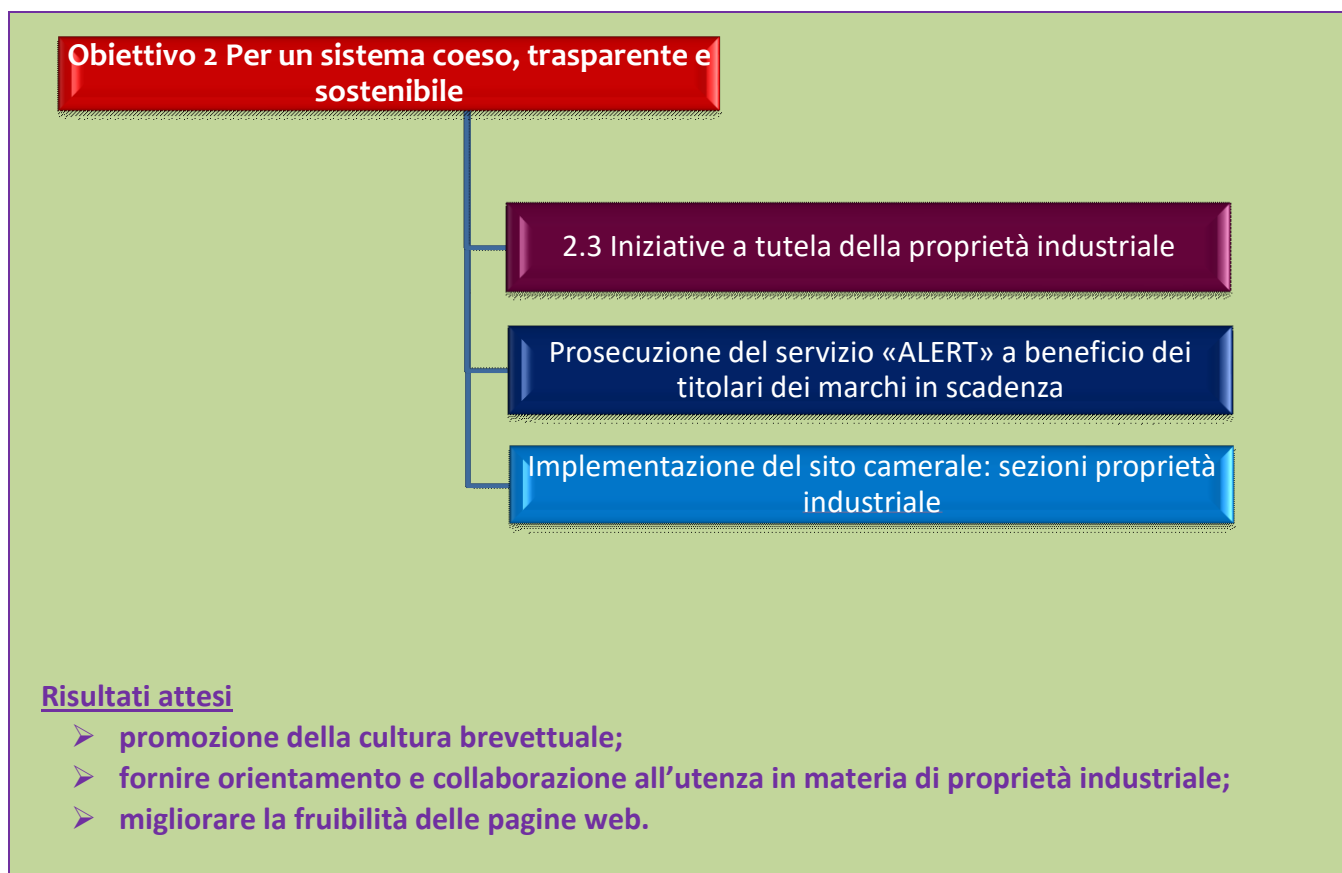 Obiettivo 2 Per un sistema coeso, trasparente e
sostenibile
2.3 Iniziative a tutela della proprietà industriale
Prosecuzione del servizio «ALERT» a beneficio dei
titolari dei marchi in scadenza
Implementazione del sito camerale: sezioni proprietà
industriale
Risultati attesi
➢ promozione della cultura brevettuale;
➢ fornire orientamento e collaborazione all’utenza in materia di proprietà industriale;
➢ migliorare la fruibilità delle pagine web.